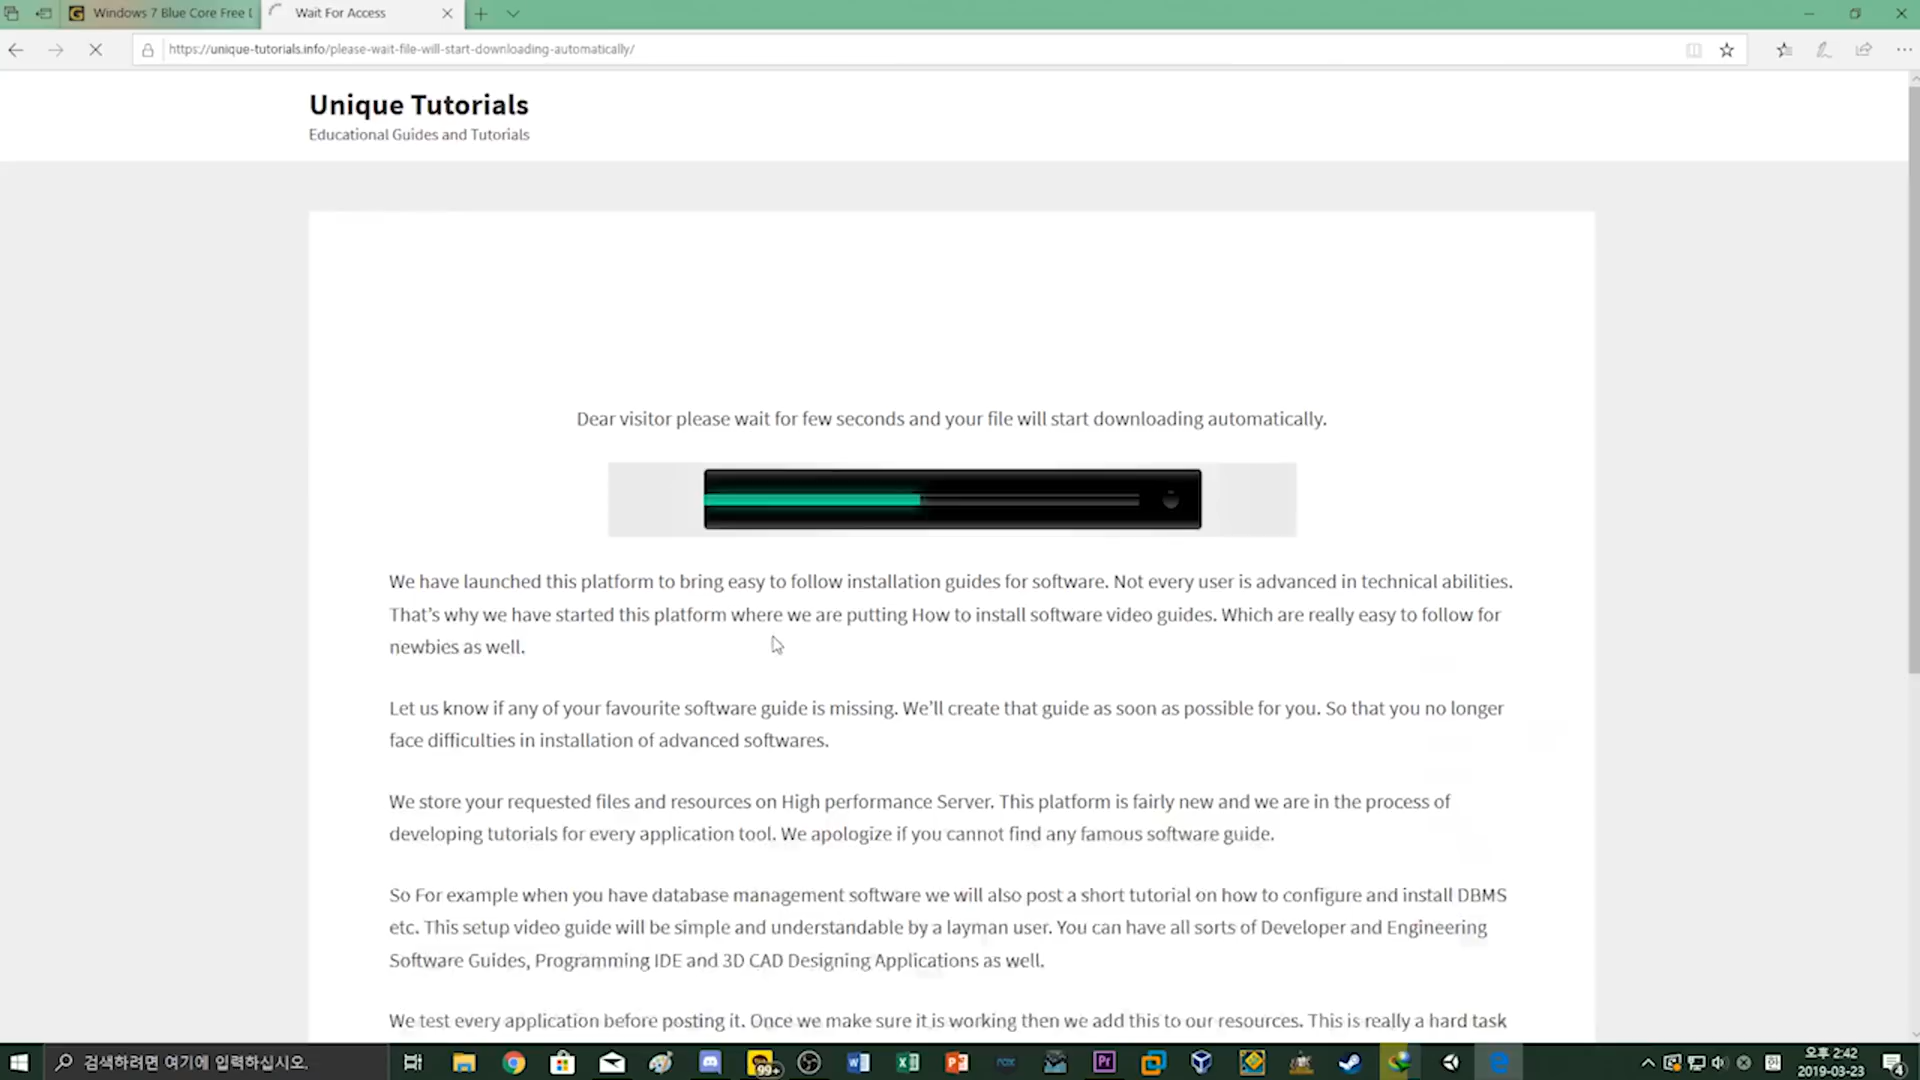 Windows 7 Blue Core Free
Wait For Access
https://unique-tutorials.info/please-wait-file-will-start-downloading-automatically/
Unique Tutorials
Educational Guides and Tutorials
Dear visitor please wait for few seconds and your file will start downloading automatically.
We have launched this platform to bring easy to follow installation guides for software. Not every user is advanced in technical abilities.
That's why we have started this platform where we are putting How to install software video guides. Which are really easy to follow for
newbies as well.
Let us know if any of your favourite software guide is missing. We'll create that guide as soon as possible for you. So that you no longer
face difficulties in installation of advanced softwares.
We store your requested files and resources on High performance Server. This platform is fairly new and we are in the process of
developing tutorials for every application tool. We apologize if you cannot find any famous software guide.
So For example when you have database management software we will also post a short tutorial on how to configure and install DBMS
etc. This setup video guide will be simple and understandable by a layman user. You can have all sorts of Developer and Engineering
Software Guides, Programming IDE and 3D CAD Designing Applications as well.
We test every application before posting it. Once we make sure it is working then we add this to our resources. This is really a hard task
검색하려면 여기에 입력하십시오.
99+
Pr
오후 2:42
2019-03-23
4